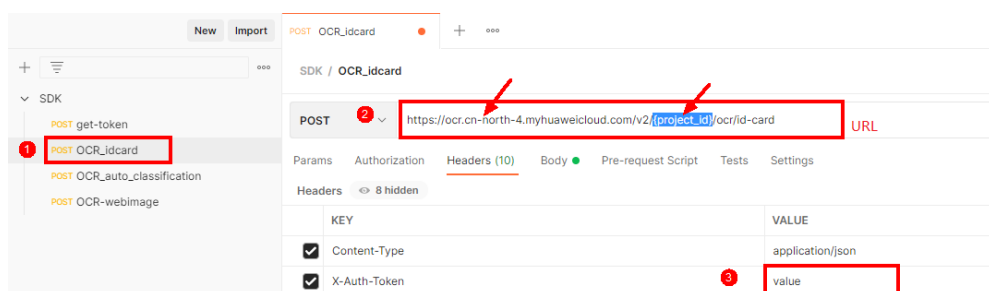 New Import
POST OCR_idcard
SDK / OCR_idcard
SDK
POST get-token
1 POST OCR_idcard
POST OCR_auto_classification
POST OCR-webimage
POST 2 https://ocr.cn-north-4.myhuaweicloud.com/v2/{project_id}/ocr/id-card URL
Params Authorization Headers (10) Body Pre-request Script Tests Settings
Headers 8 hidden
KEY VALUE
Content-Type application/json
X-Auth-Token 3 value